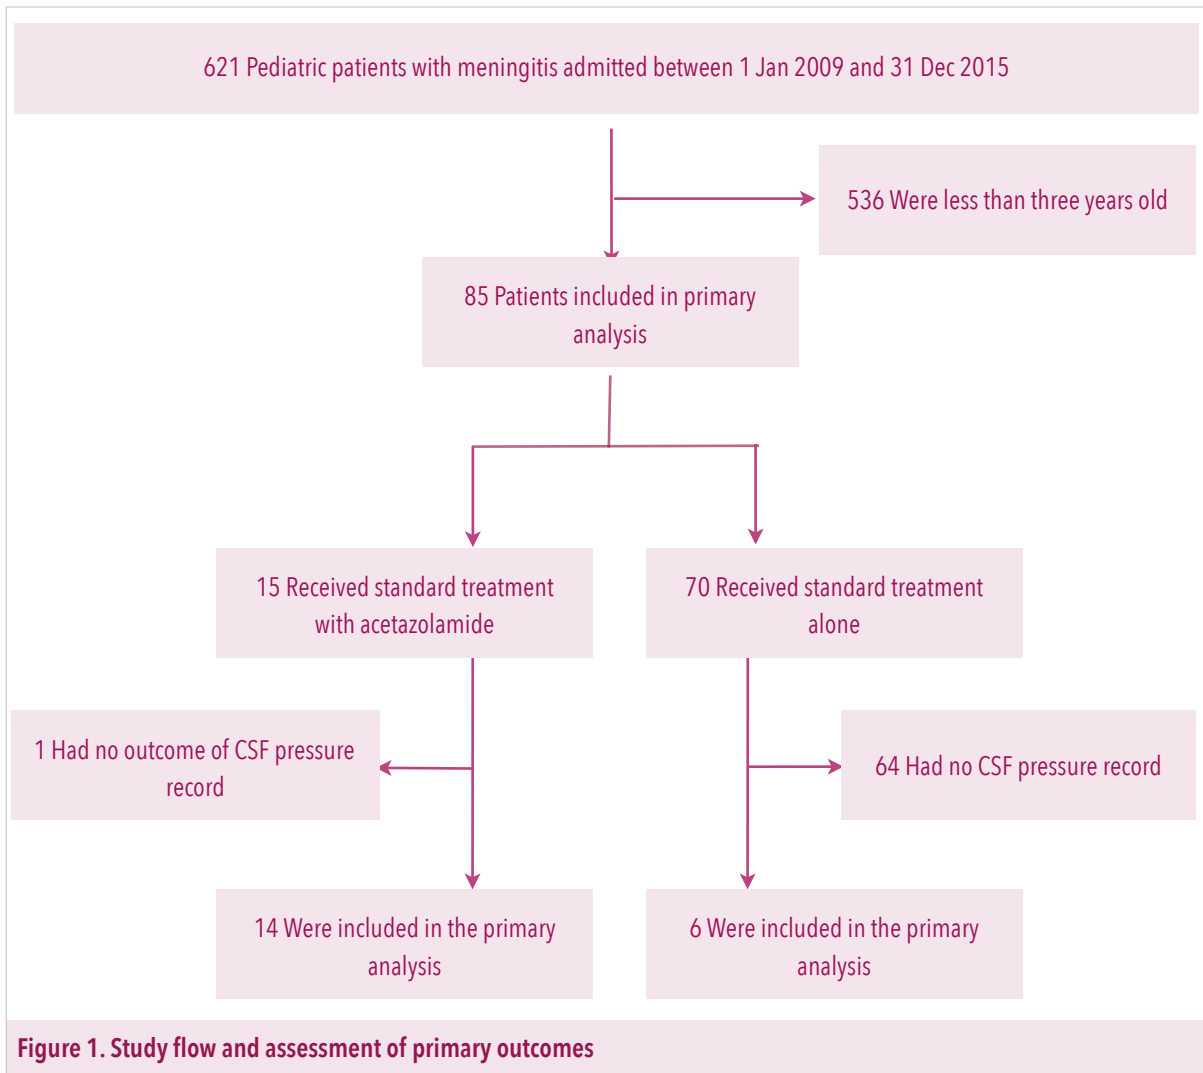 621 Pediatric patients with meningitis admitted between 1 Jan 2009 and 31 Dec 2015
536 Were less than three years old
85 Patients included in primary
analysis
15 Received standard treatment
with acetazolamide
70 Received standard treatment
alone
1 Had no outcome of CSF pressure
record
64 Had no CSF pressure record
14 Were included in the primary
analysis
6 Were included in the primary
analysis
Figure 1. Study flow and assessment of primary outcomes